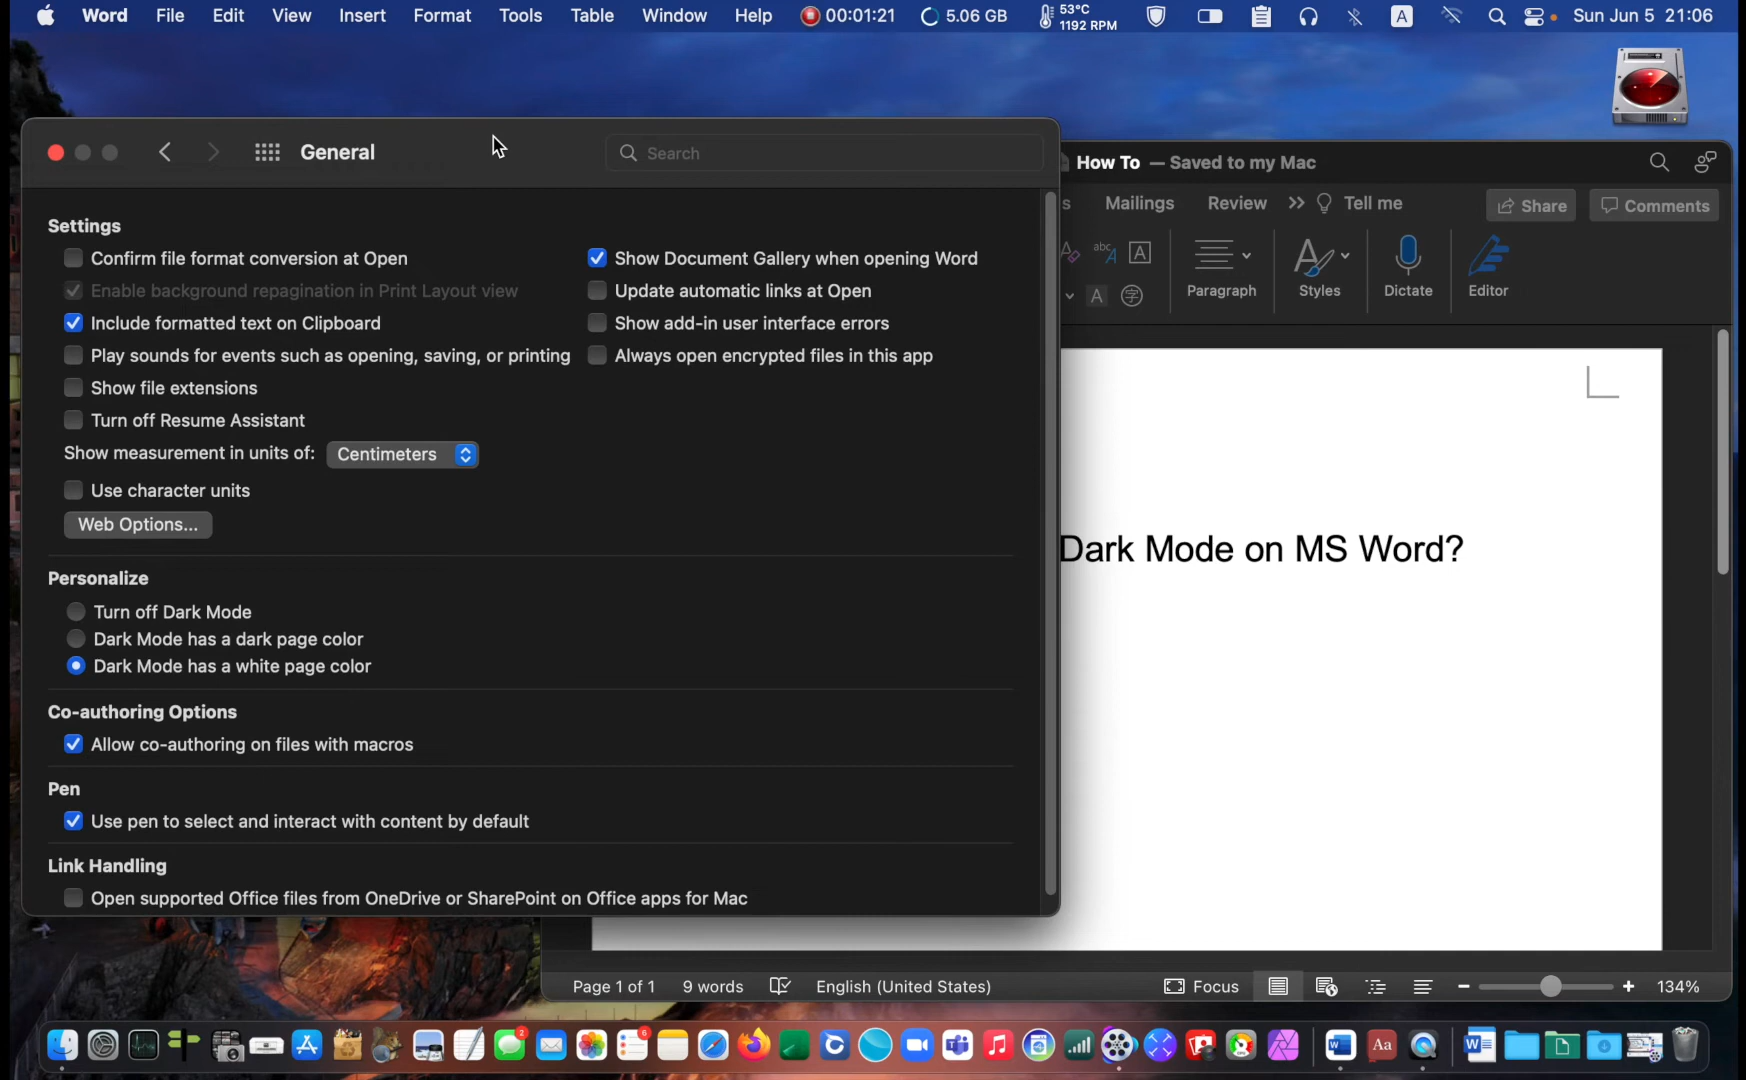 Word File Edit View Insert Format Tools Table Window Help 00:01:21 5.06 GB 53°C 1192 RPM A Sun Jun 5 21:06
General Search
Settings
Confirm file format conversion at Open
Enable background repagination in Print Layout view
Include formatted text on Clipboard
Play sounds for events such as opening, saving, or printing
Show file extensions
Turn off Resume Assistant
Show measurement in units of: Centimeters
Use character units
Web Options...
Show Document Gallery when opening Word
Update automatic links at Open
Show add-in user interface errors
Always open encrypted files in this app
Personalize
Turn off Dark Mode
Dark Mode has a dark page color
Dark Mode has a white page color
Co-authoring Options
Allow co-authoring on files with macros
Pen
Use pen to select and interact with content by default
Link Handling
Open supported Office files from OneDrive or SharePoint on Office apps for Mac
How To — Saved to my Mac
s Mailings Review Tell me Share Comments
abc A A
A 字
Paragraph Styles Dictate Editor
Dark Mode on MS Word?
Page 1 of 1 9 words English (United States) Focus 134%
2 6 Aa W